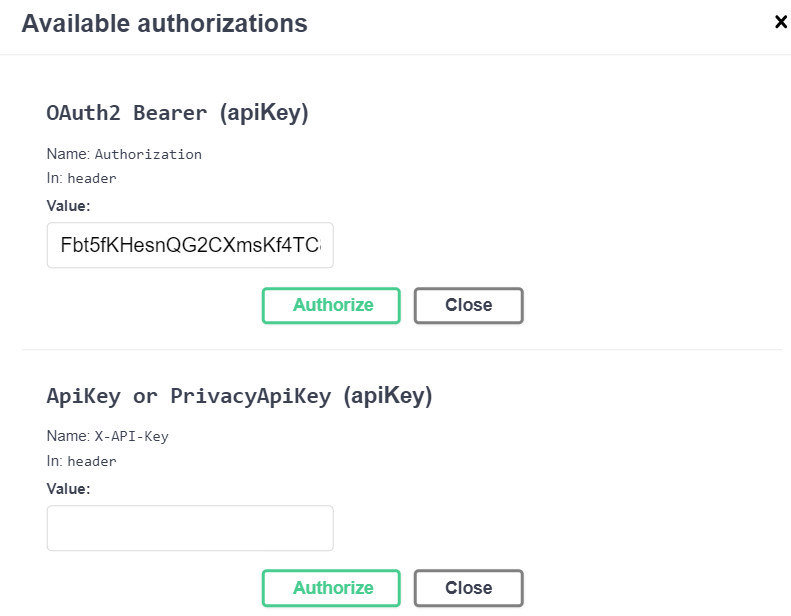 Available authorizations
OAuth2 Bearer (apiKey)
Name: Authorization
In: header
Value:
Fbt5fKHesnQG2CXmsKf4TC
Authorize Close
ApiKey or PrivacyApiKey (apiKey)
Name: X-API-Key
In: header
Value:
Authorize Close